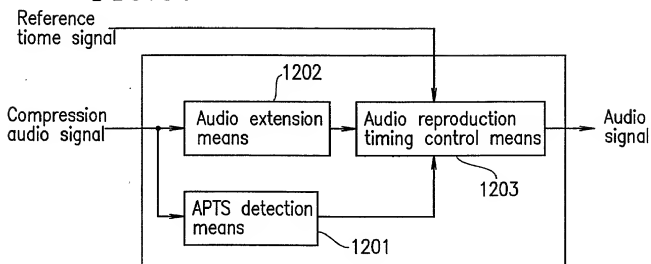 Reference
tiome signal
1202
Compression
audio signal
Audio extension
means
Audio reproduction
timing control means
Audio
signal
1203
APTS detection
means
1201